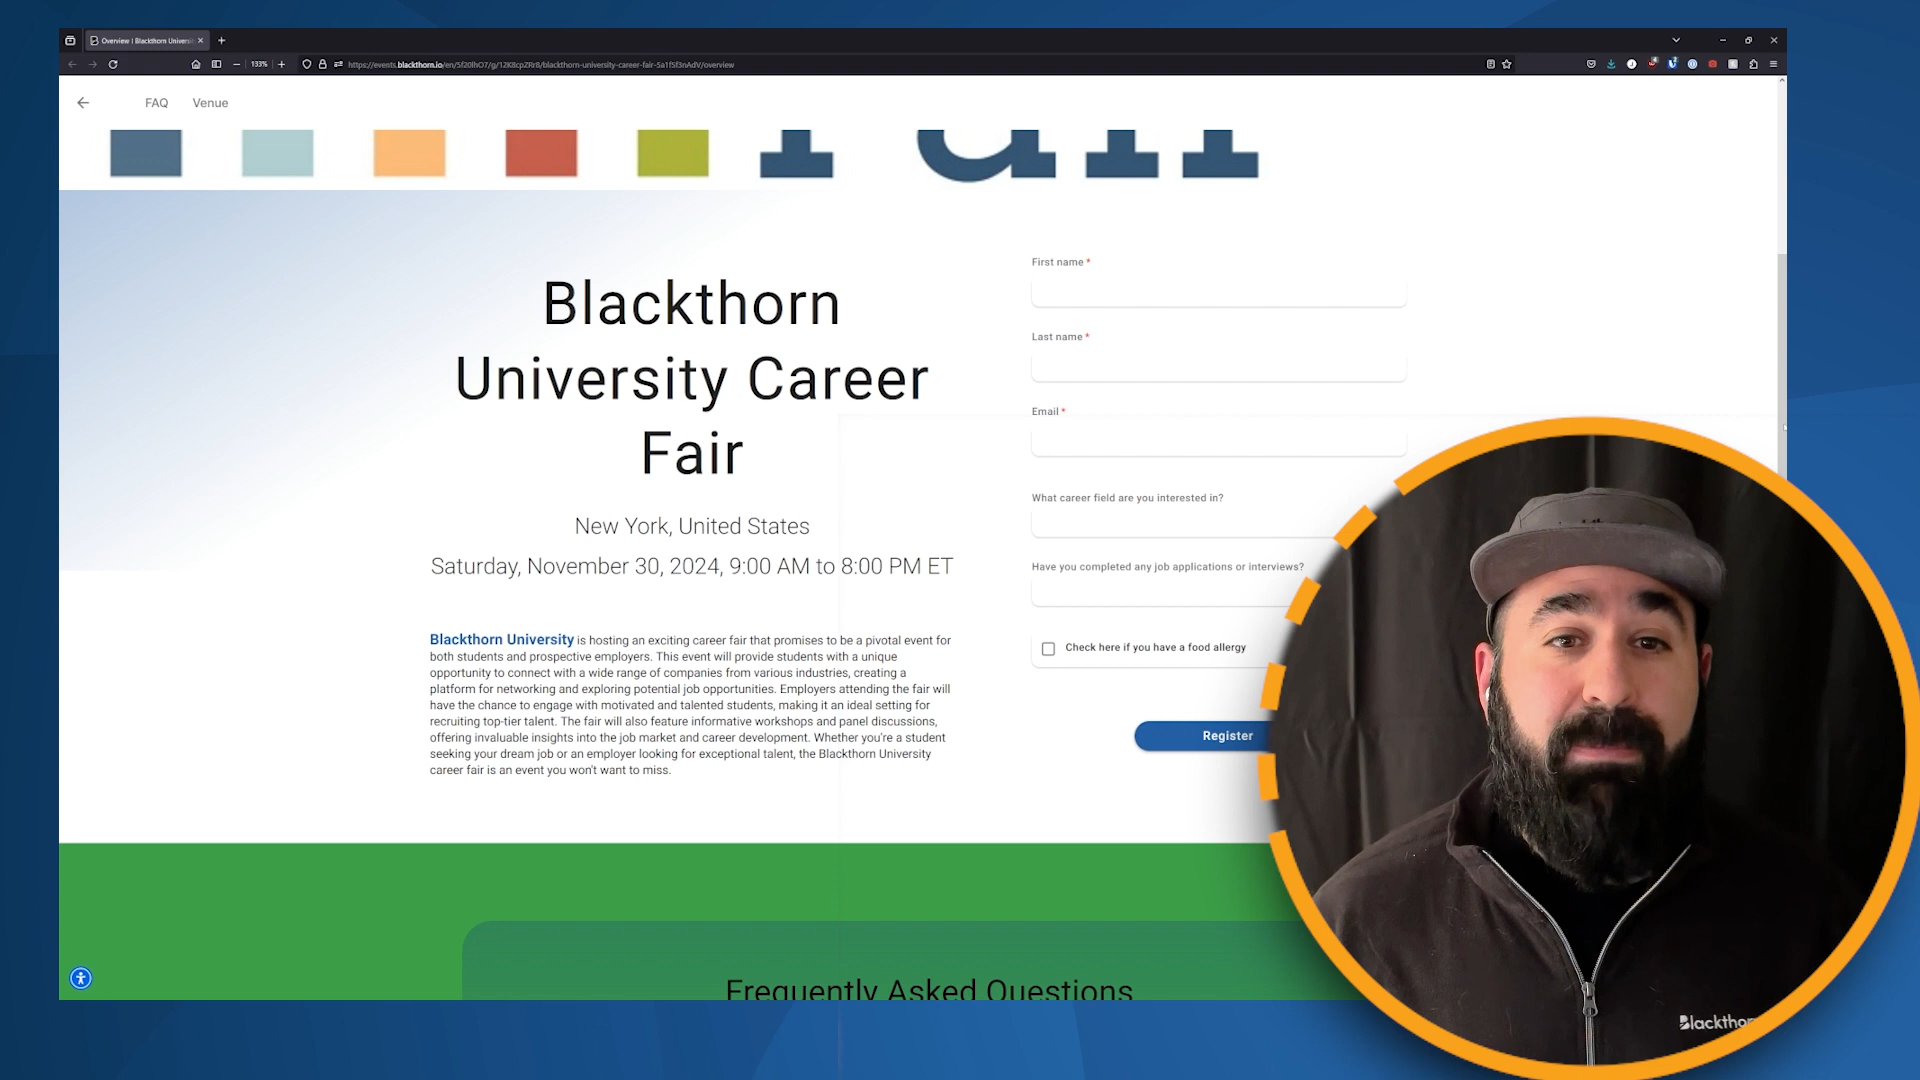 Overview | Blackthorn Universi
133%
https://events.blackthorn.io/en/5f20lhO7/g/12K8cpZRr8/blackthorn-university-career-fair-5a1f5f3nAdV/overview
FAQ
Venue
Blackthorn
University Career
Fair
New York, United States
Saturday, November 30, 2024, 9:00 AM to 8:00 PM ET
Blackthorn University is hosting an exciting career fair that promises to be a pivotal event for
both students and prospective employers. This event will provide students with a unique
opportunity to connect with a wide range of companies from various industries, creating a
platform for networking and exploring potential job opportunities. Employers attending the fair will
have the chance to engage with motivated and talented students, making it an ideal setting for
recruiting top-tier talent. The fair will also feature informative workshops and panel discussions,
offering invaluable insights into the job market and career development. Whether you're a student
seeking your dream job or an employer looking for exceptional talent, the Blackthorn University
career fair is an event you won't want to miss.
First name *
Last name *
Email *
What career field are you interested in?
Have you completed any job applications or interviews?
Check here if you have a food allergy
Register
Frequently Asked Questions
Blacktho